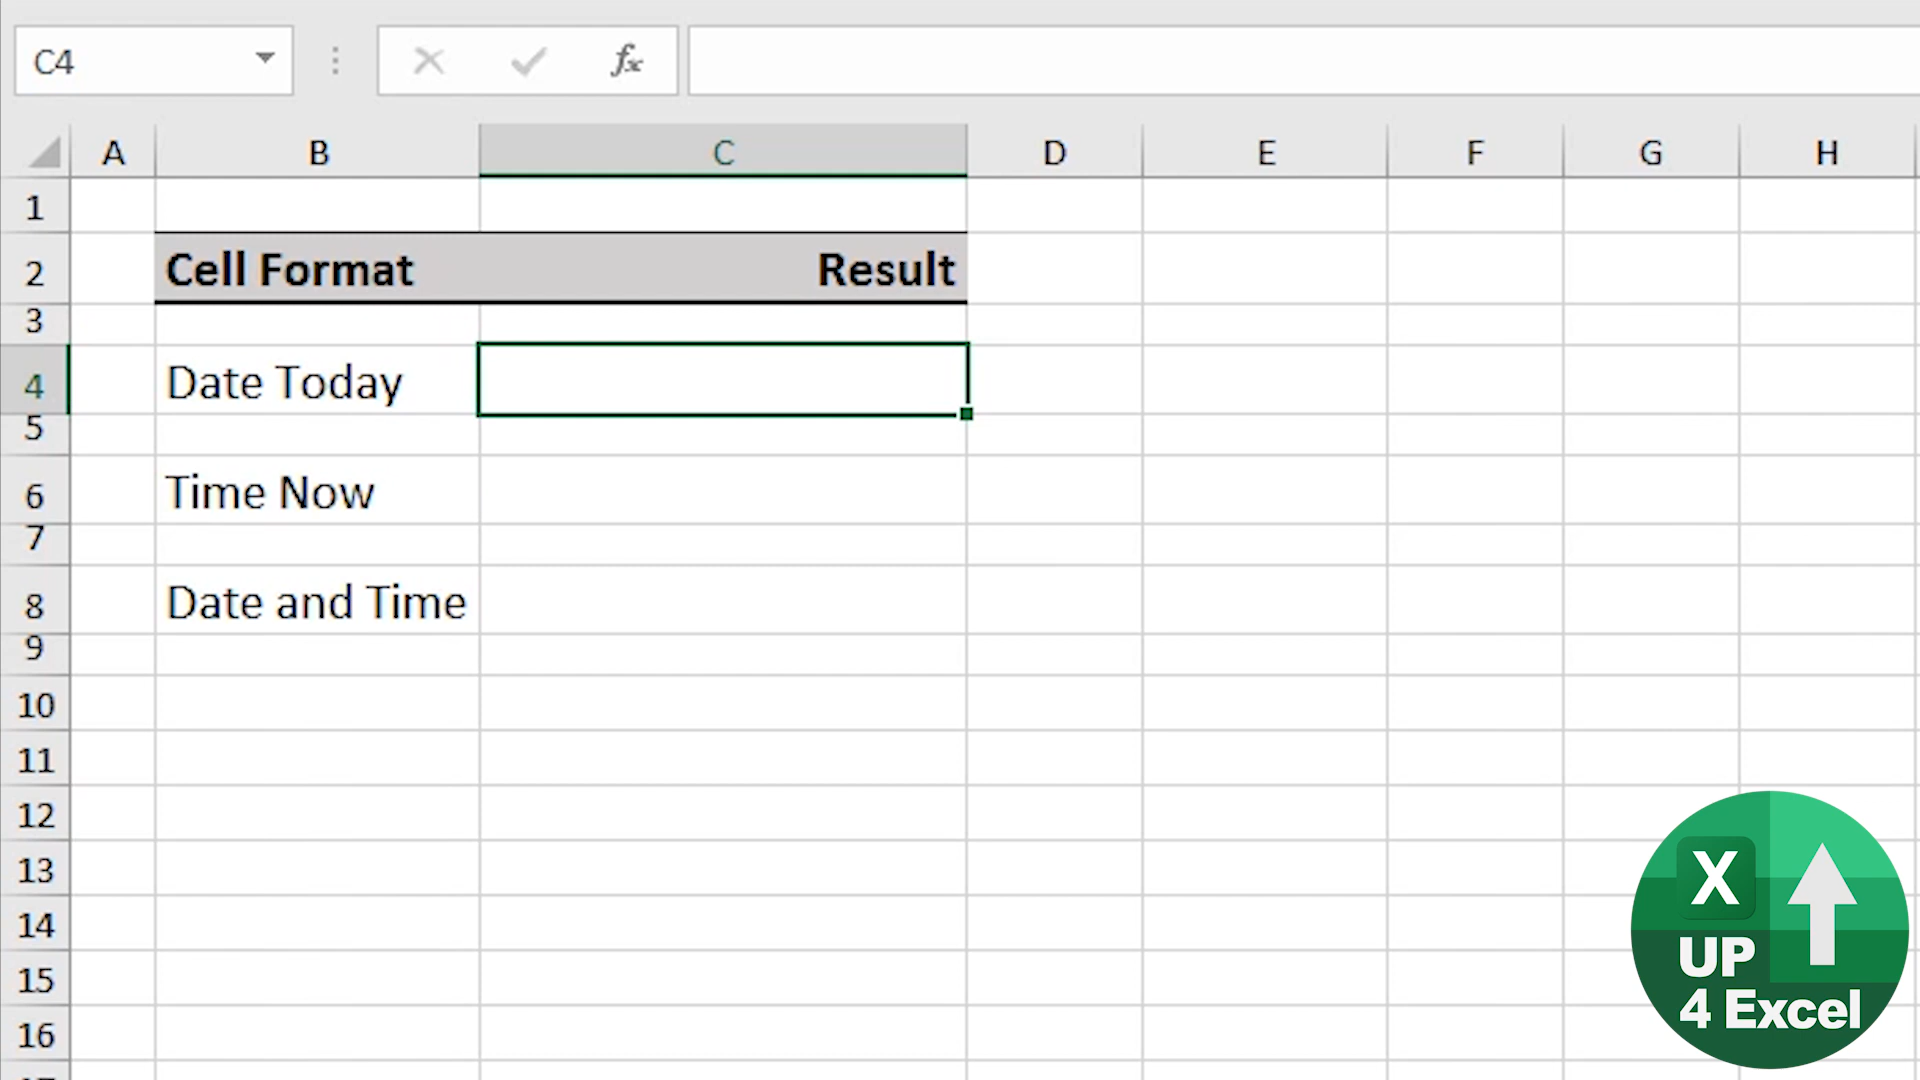 C4
fx
A B C D E F G H
1
2 Cell Format Result
3
4 Date Today
5
6 Time Now
7
8 Date and Time
9
10
11
12
13
14
15
16
X
UP
4 Excel